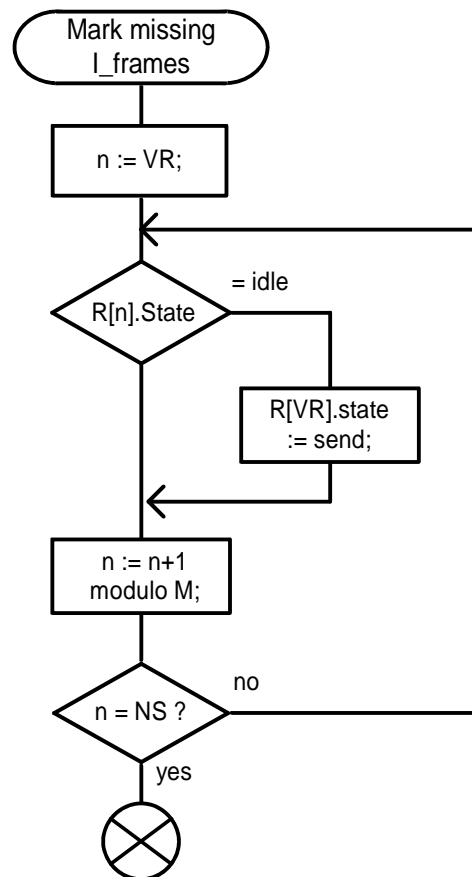 Mark missing
I_frames
n := VR;
= idle
R[n].State
R[VR].state
:= send;
n := n+1
modulo M;
no
n = NS ?
yes